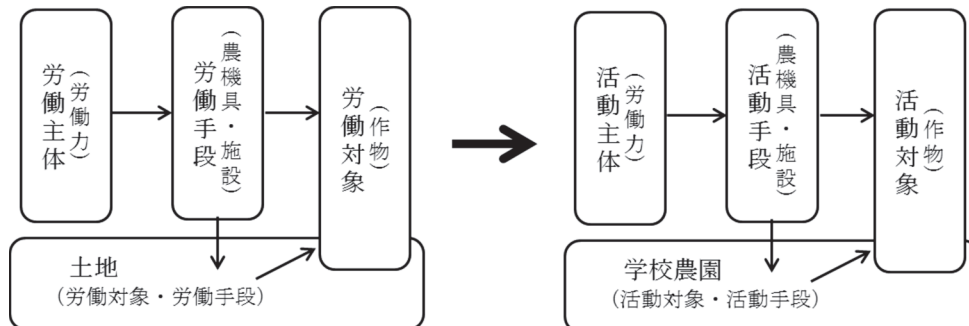 労働主体
(労働力)
労働手段
(農機具・施設)
労働対象
(作物)
土地
(労働対象・労働手段)
活動主体
(労働力)
活動手段
(農機具・施設)
活動対象
(作物)
学校農園
(活動対象・活動手段)